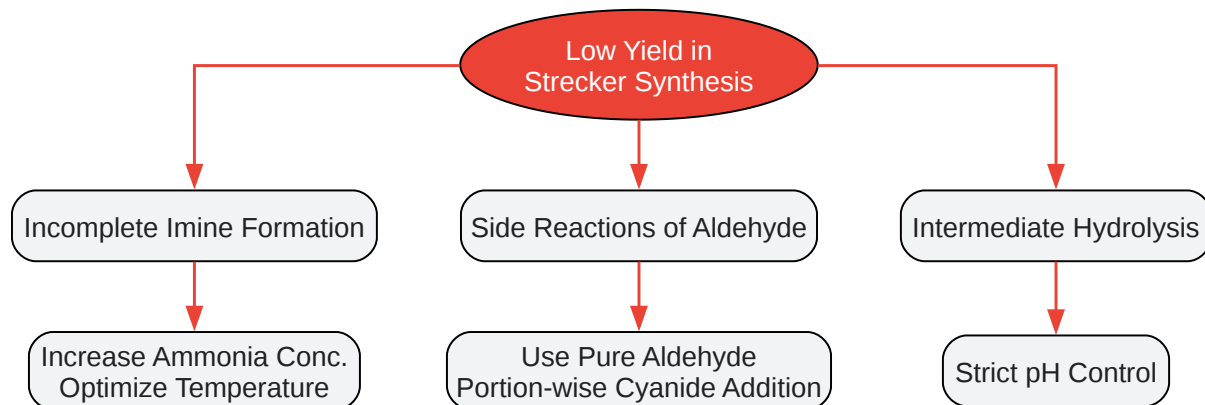 Low Yield in
Strecker Synthesis
Incomplete Imine Formation
Side Reactions of Aldehyde
Intermediate Hydrolysis
Increase Ammonia Conc.
Optimize Temperature
Use Pure Aldehyde
Portion-wise Cyanide Addition
Strict pH Control